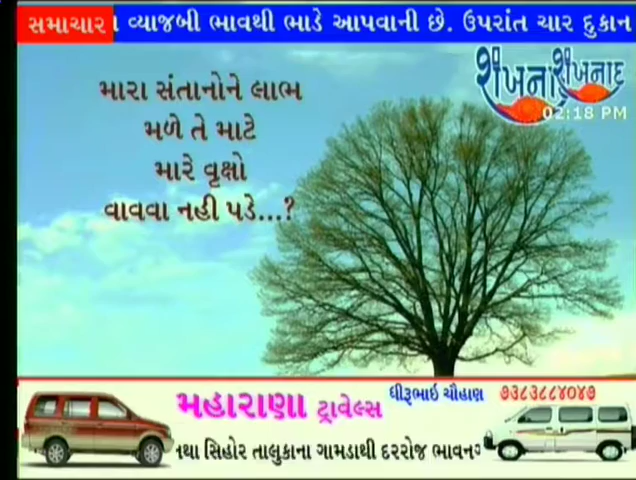 સમાચાર વ્યાજબી ભાવથી ભાડે આપવાની છે. ઉપરાંત ચાર દુકાન
શંખનાદ
02:18 PM
મારા સંતાનોને લાભ
મળે તે માટે
મારે વૃક્ષો
વાવવા નહી પડે...?
મહારાણા ટ્રાવેલ્સ ધીરૂભાઇ ચૌહાણ ૭૩૮૩૮૮૪૦૪૭
તથા સિહોર તાલુકાના ગામડાથી દરરોજ ભાવનગ